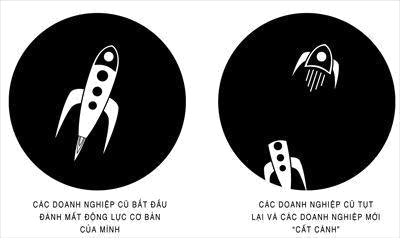 CÁC DOANH NGHIỆP CŨ BẮT ĐẦU
ĐÁNH MẤT ĐỘNG LỰC CƠ BẢN
CỦA MÌNH
CÁC DOANH NGHIỆP CŨ TỤT
LẠI VÀ CÁC DOANH NGHIỆP MỚI
"CẤT CÁNH"